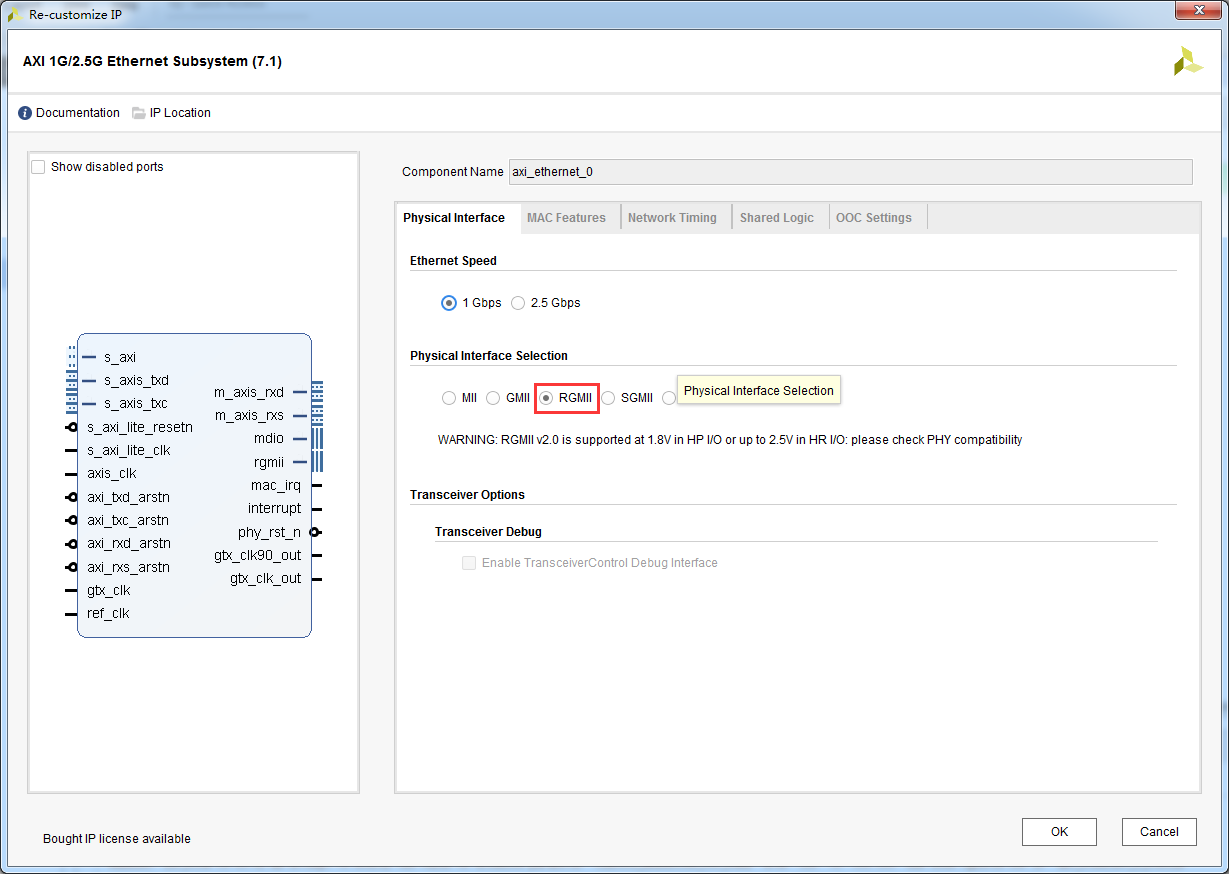 Re-customize IP
AXI 1G/2.5G Ethernet Subsystem (7.1)
Documentation IP Location
Show disabled ports
s_axi
s_axis_txd
s_axis_txc
s_axi_lite_resetn
s_axi_lite_clk
axis_clk
axi_txd_arstn
axi_txc_arstn
axi_rxd_arstn
axi_rxs_arstn
gtx_clk
ref_clk
m_axis_rxd
m_axis_rxs
mdio
rgmii
mac_irq
interrupt
phy_rst_n
gtx_clk90_out
gtx_clk_out
Component Name axi_ethernet_0
Physical Interface MAC Features Network Timing Shared Logic OOC Settings
Ethernet Speed
1 Gbps 2.5 Gbps
Physical Interface Selection
MII GMII RGMII SGMII
Physical Interface Selection
WARNING: RGMII v2.0 is supported at 1.8V in HP I/O or up to 2.5V in HR I/O: please check PHY compatibility
Transceiver Options
Transceiver Debug
Enable TransceiverControl Debug Interface
Bought IP license available
OK Cancel